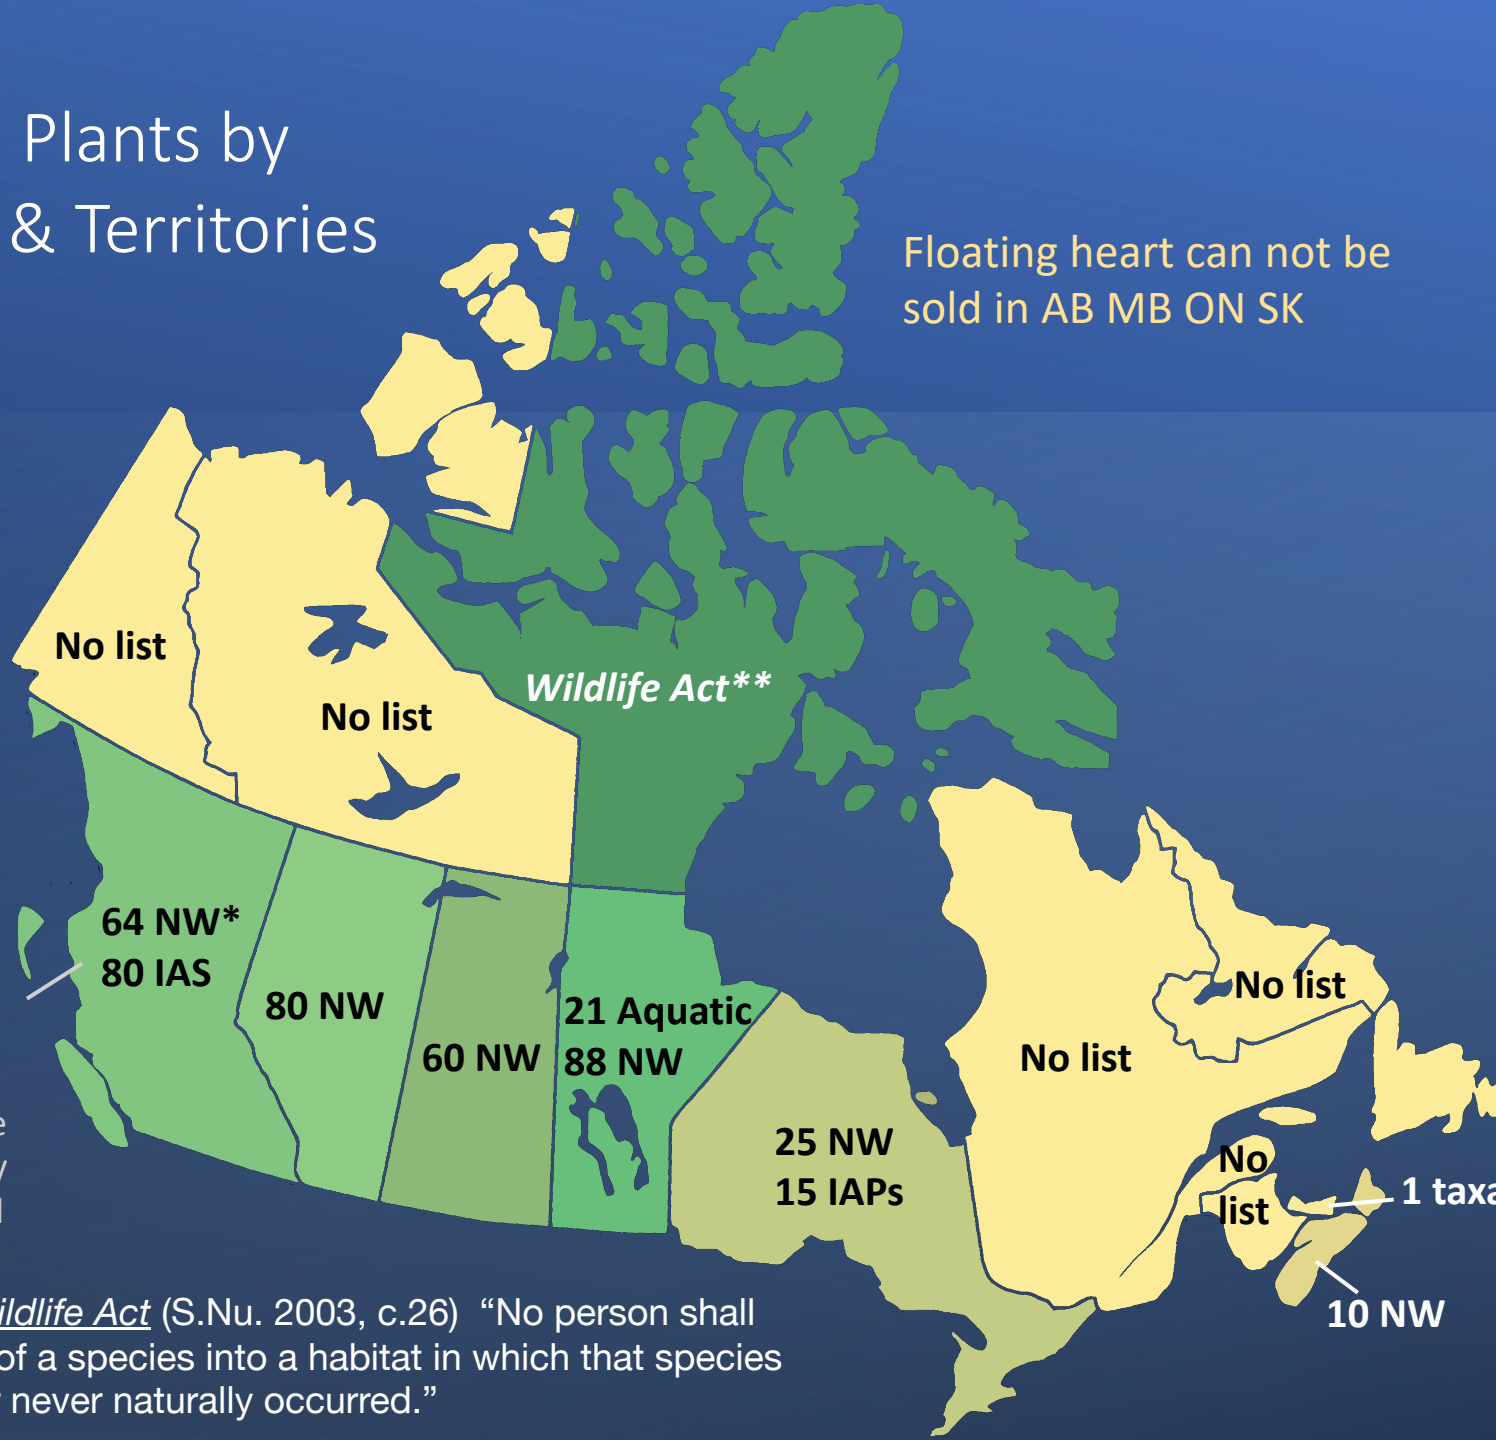 Plants by
& Territories
Floating heart can not be
sold in AB MB ON SK
No list
No list
Wildlife Act**
64 NW*
80 IAS
80 NW
60 NW
21 Aquatic
88 NW
25 NW
15 IAPs
No list
No list
No
list
1 taxa
10 NW
ildlife Act (S.Nu. 2003, c.26) “No person shall
of a species into a habitat in which that species
never naturally occurred.”